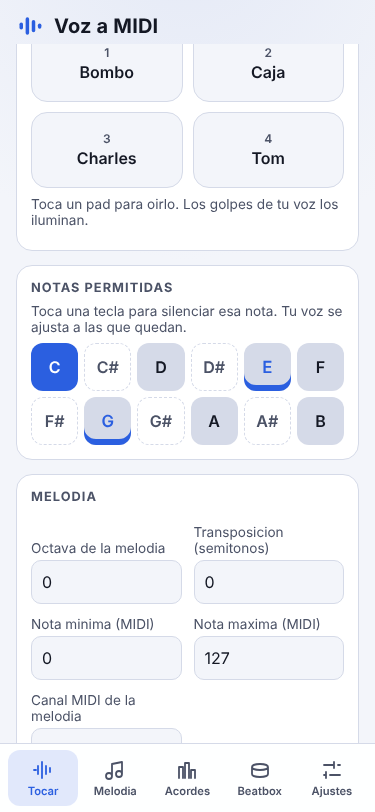 Voz a MIDI
1
2
Bombo
Caja
3
4
Charles
Tom
Toca un pad para oirlo. Los golpes de tu voz los
iluminan.
NOTAS PERMITIDAS
Toca una tecla para silenciar esa nota. Tu voz se
ajusta a las que quedan.
C
C#
D
D#
E
F
F#
G
G#
A
A#
B
MELODIA
Octava de la melodia
Transposicion
(semitonos)
0
0
Nota minima (MIDI)
Nota maxima (MIDI)
0
127
Canal MIDI de la
melodia
Tocar
Melodia
Acordes
Beatbox
Ajustes